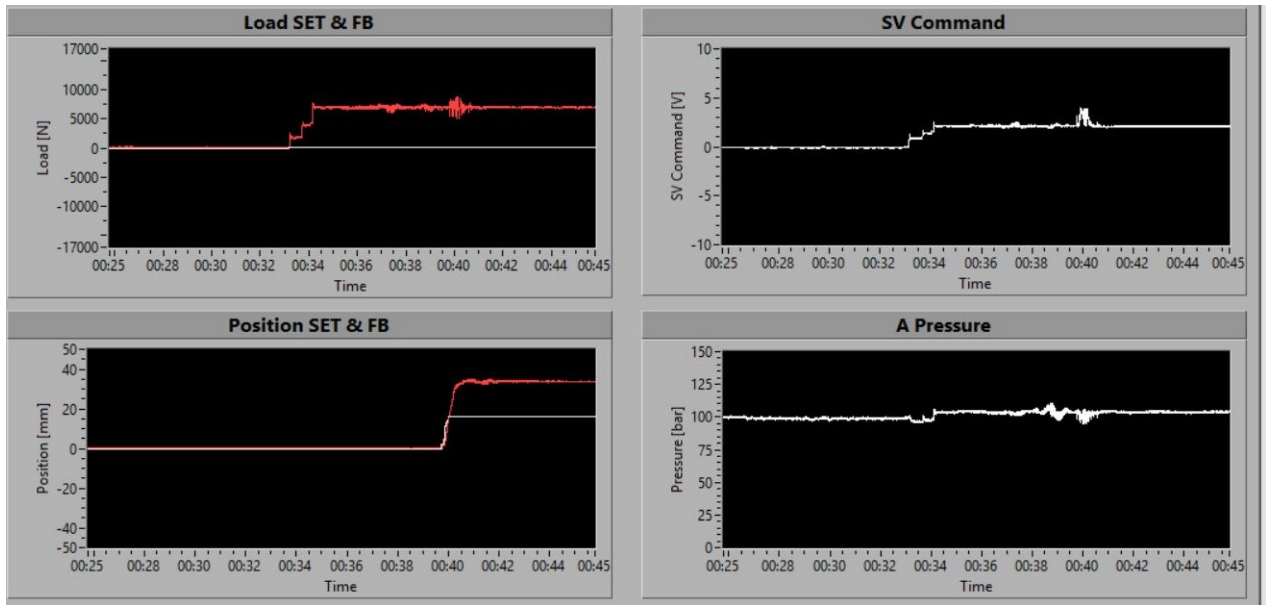 Load SET & FB
17000
10000
5000
0
-5000
-10000
-17000
Load [N]
00:25 00:28 00:30 00:32 00:34 00:36 00:38 00:40 00:42 00:44 00:45
Time
SV Command
10
5
0
-5
-10
SV Command [V]
00:25 00:28 00:30 00:32 00:34 00:36 00:38 00:40 00:42 00:44 00:45
Time
Position SET & FB
50
40
20
0
-20
-40
-50
Position [mm]
00:25 00:28 00:30 00:32 00:34 00:36 00:38 00:40 00:42 00:44 00:45
Time
A Pressure
150
125
100
75
50
25
0
Pressure [bar]
00:25 00:28 00:30 00:32 00:34 00:36 00:38 00:40 00:42 00:44 00:45
Time